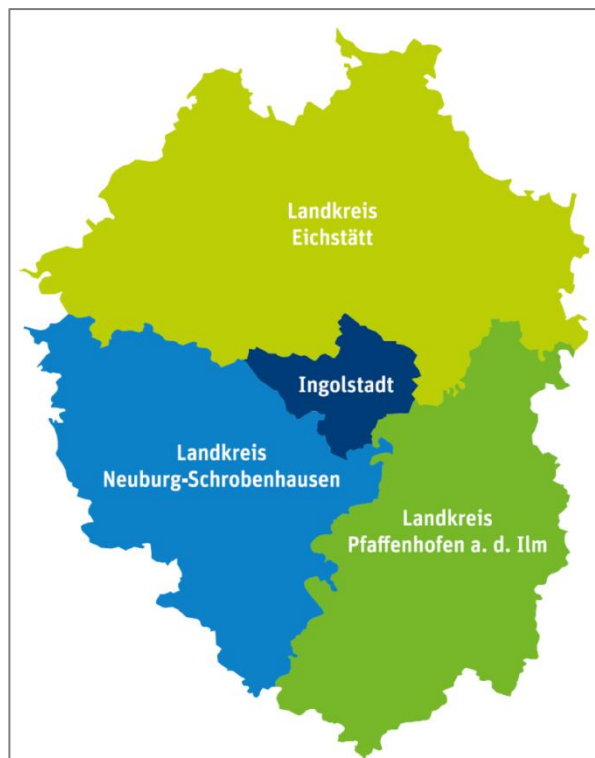 Landkreis
Eichstätt
Ingolstadt
Landkreis
Neuburg-Schrobenhausen
Landkreis
Pfaffenhofen a. d. Ilm